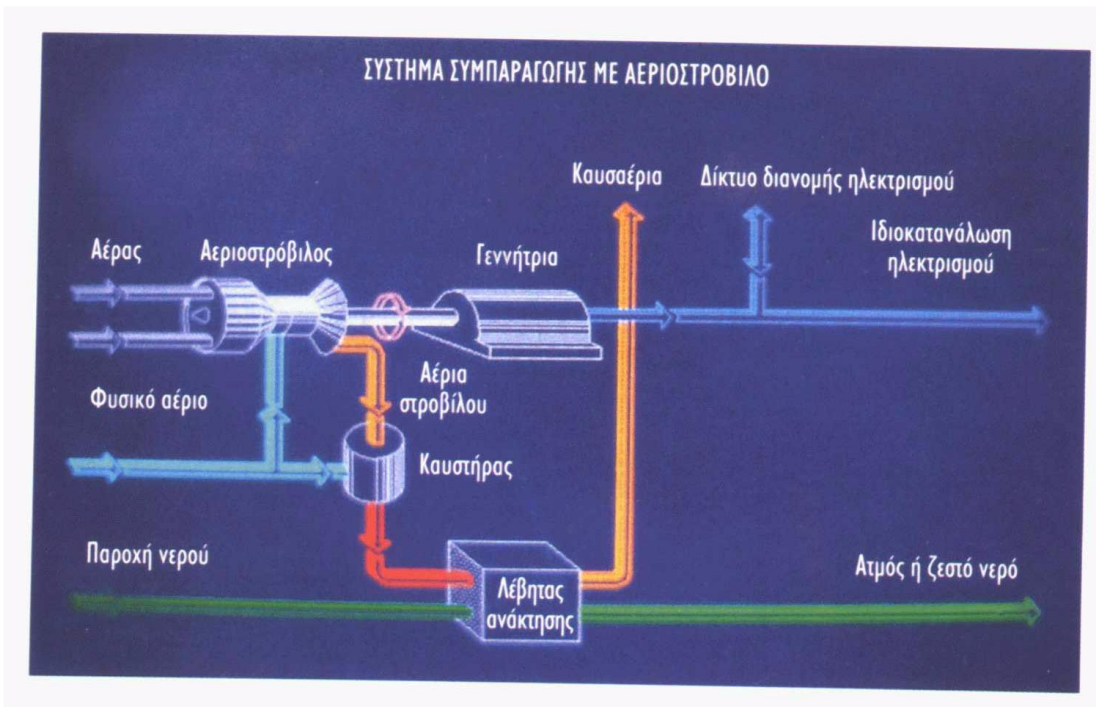 ΣΥΣΤΗΜΑ ΣΥΜΠΑΡΑΓΩΓΗΣ ΜΕ ΑΕΡΙΟΣΤΡΟΒΙΛΟ
Καυσαέρια
Δίκτυο διανομής ηλεκτρισμού
Αέρας
Αεριοστρόβιλος
Γεννήτρια
Ιδιοκατανάλωση
ηλεκτρισμού
Φυσικό αέριο
Αέρια
στροβίλου
Καυστήρας
Παροχή νερού
Λέβητας
ανάκτησης
Ατμός ή ζεστό νερό